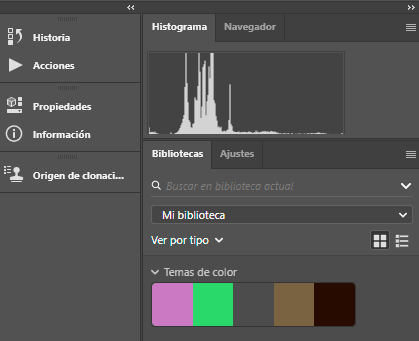 Historía
Acciones
Propiedades
Información
Origen de clonaci...
Histograma
Navegador
Bibliotecas
Ajustes
Buscar en biblioteca actual
Mi biblioteca
Ver por tipo
Temas de color